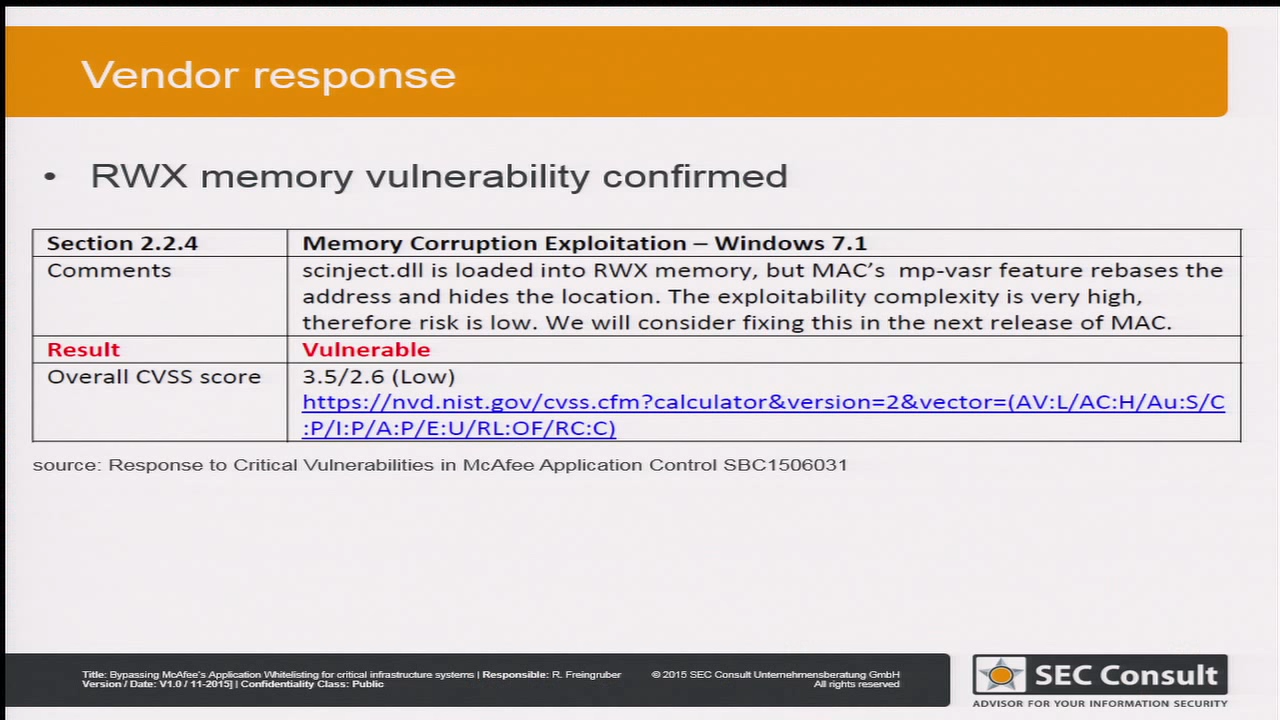 Vendor response
• RWX memory vulnerability confirmed
Section 2.2.4 Memory Corruption Exploitation – Windows 7.1
Comments scinject.dll is loaded into RWX memory, but MAC's mp-vasr feature rebases the
address and hides the location. The exploitability complexity is very high,
therefore risk is low. We will consider fixing this in the next release of MAC.
Result Vulnerable
Overall CVSS score 3.5/2.6 (Low)
https://nvd.nist.gov/cvss.cfm?calculator&version=2&vector=(AV:L/AC:H/Au:S/C
:P/I:P/A:P/E:U/RL:OF/RC:C)
source: Response to Critical Vulnerabilities in McAfee Application Control SBC1506031
Title: Bypassing McAfee's Application Whitelisting for critical infrastructure systems | Responsible: R. Freingruber
Version / Date: V1.0 / 11-2015] | Confidentiality Class: Public
© 2015 SEC Consult Unternehmensberatung GmbH
All rights reserved
SEC Consult
ADVISOR FOR YOUR INFORMATION SECURITY